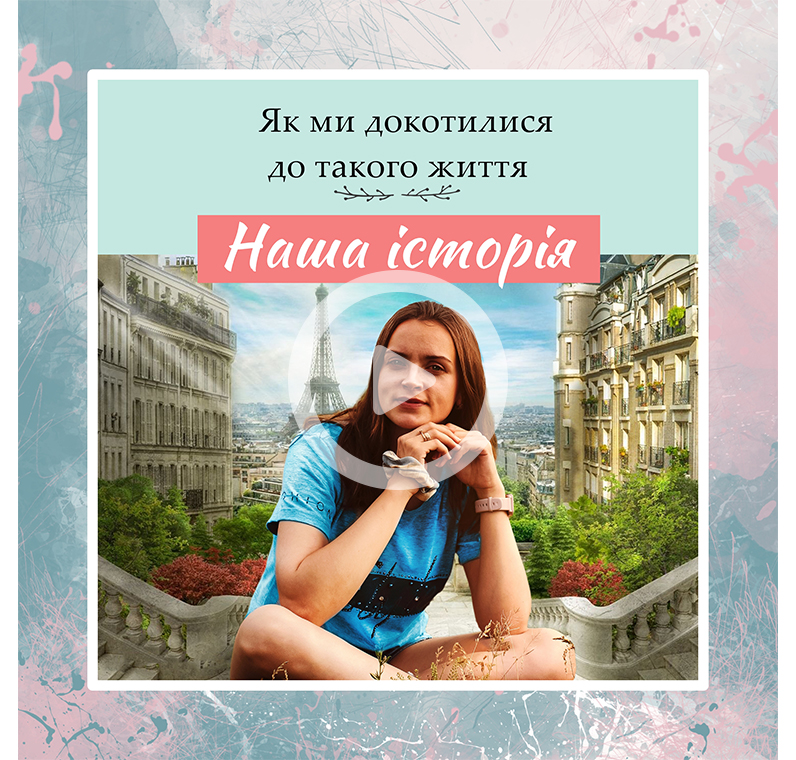 Як ми докотилися
до такого життя
Наша історія